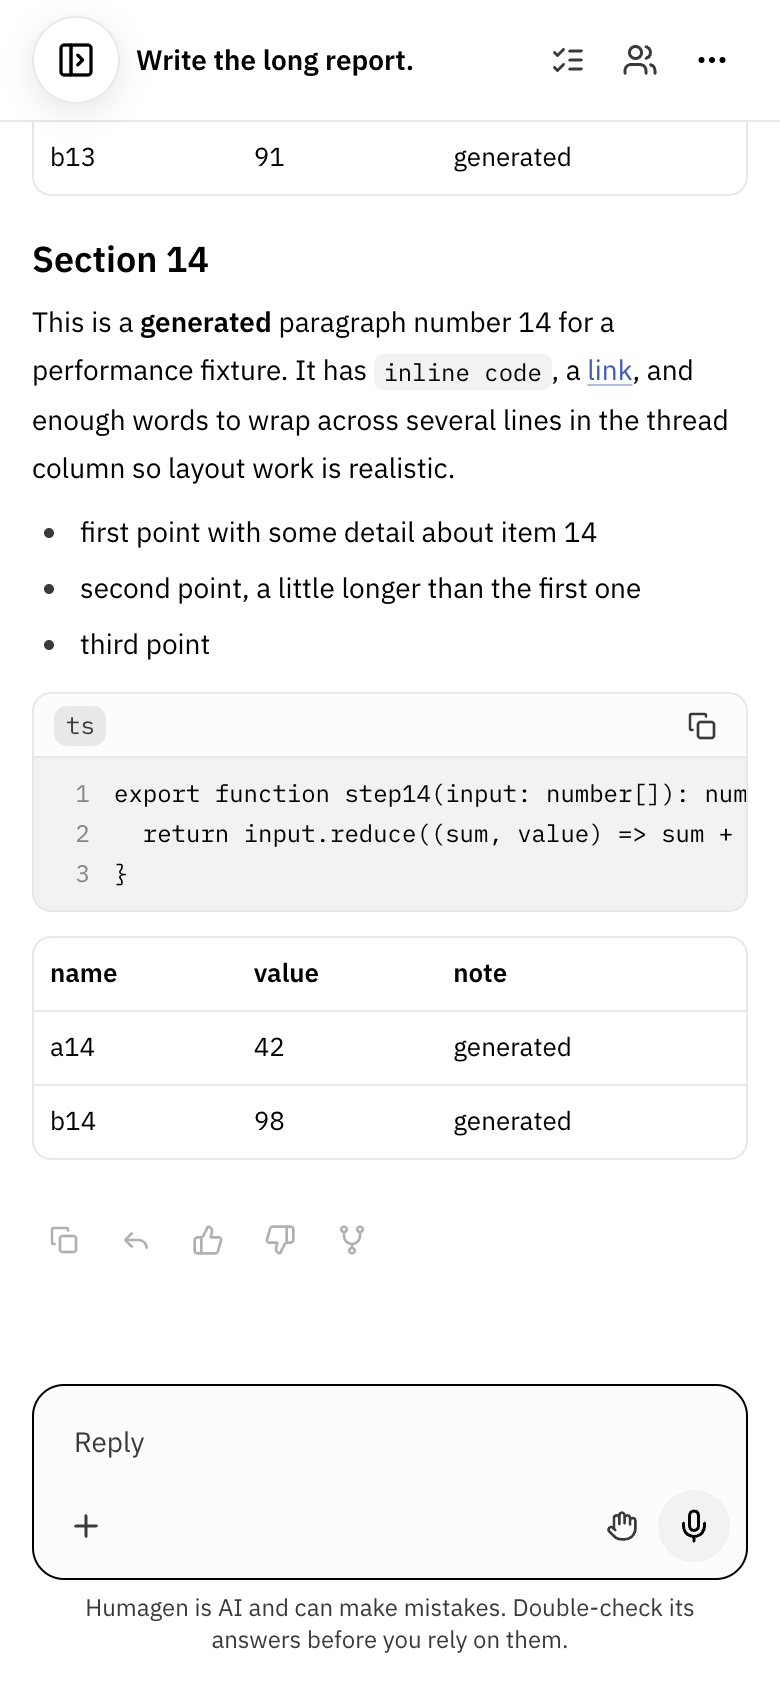 Write the long report.
b13 91 generated
Section 14
This is a generated paragraph number 14 for a
performance fixture. It has inline code, a link, and
enough words to wrap across several lines in the thread
column so layout work is realistic.
• first point with some detail about item 14
• second point, a little longer than the first one
• third point
ts
1 export function step14(input: number[]): num
2   return input.reduce((sum, value) => sum +
3 }
name value note
a14 42 generated
b14 98 generated
Reply
Humagen is AI and can make mistakes. Double-check its
answers before you rely on them.